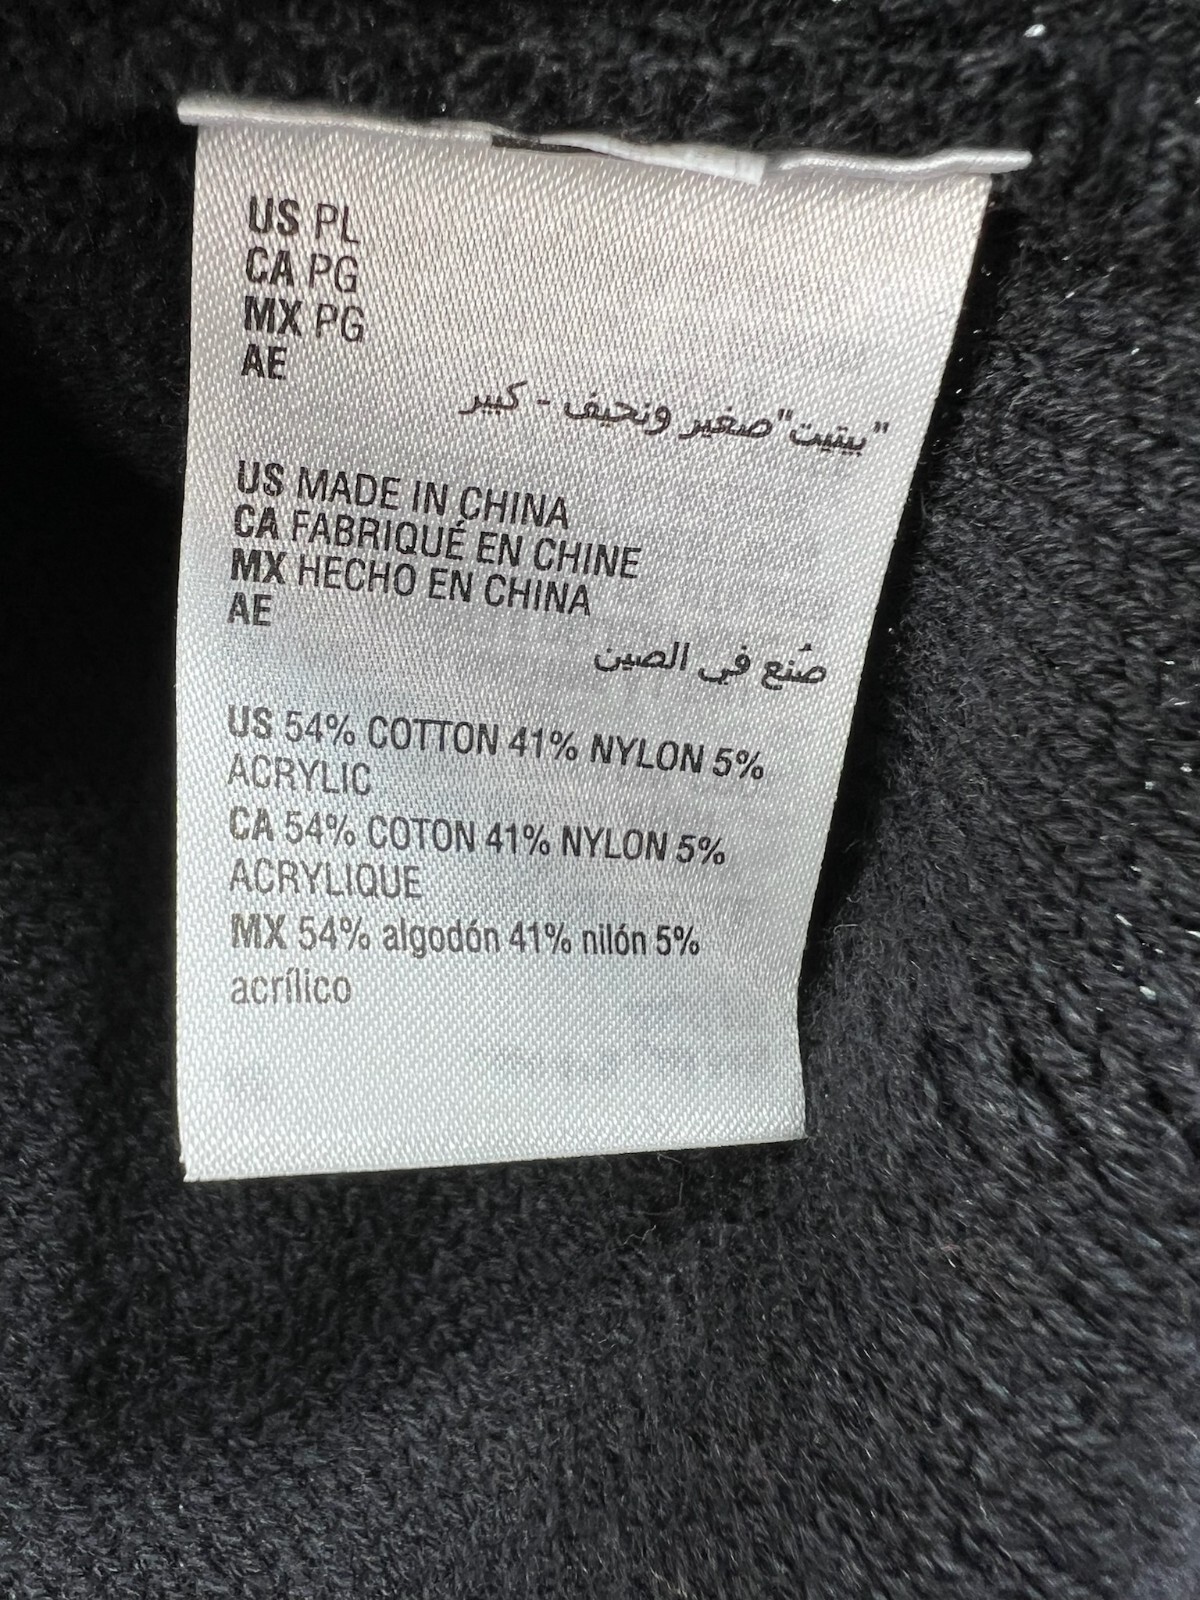 US PL
CA PG
MX PG
AE
"بيتيت"صغير ونحيف - كبير
US MADE IN CHINA
CA FABRIQUÉ EN CHINE
MX HECHO EN CHINA
AE
صُنع في الصين
US 54% COTTON 41% NYLON 5%
ACRYLIC
CA 54% COTON 41% NYLON 5%
ACRYLIQUE
MX 54% algodón 41% nilón 5%
acrílico